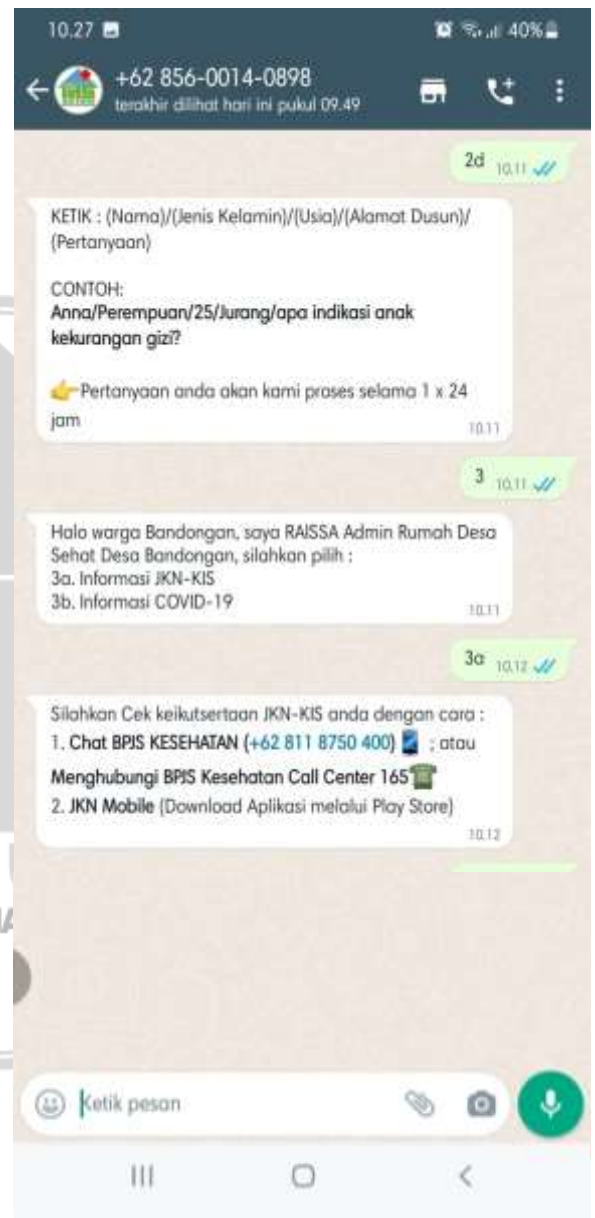 10.27
40%
+62 856-0014-0898
terakhir dilihat hari ini pukul 09.49
2d 10.11
KETIK : (Nama)/(Jenis Kelamin)/(Usia)/(Alamat Dusun)/
(Pertanyaan)
CONTOH:
Anna/Perempuan/25/Jurang/apa indikasi anak
kekurangan gizi?
👉Pertanyaan anda akan kami proses selama 1 x 24
jam
10.11
3 10.11
Halo warga Bandongan, saya RAISSA Admin Rumah Desa
Sehat Desa Bandongan, silahkan pilih :
3a. Informasi JKN-KIS
3b. Informasi COVID-19
10.11
3a 10.12
Silahkan Cek keikutsertaan JKN-KIS anda dengan cara :
1. Chat BPJS KESEHATAN (+62 811 8750 400) 📱 ; atau
Menghubungi BPJS Kesehatan Call Center 165☎
2. JKN Mobile (Download Aplikasi melalui Play Store)
10.12
Ketik pesan